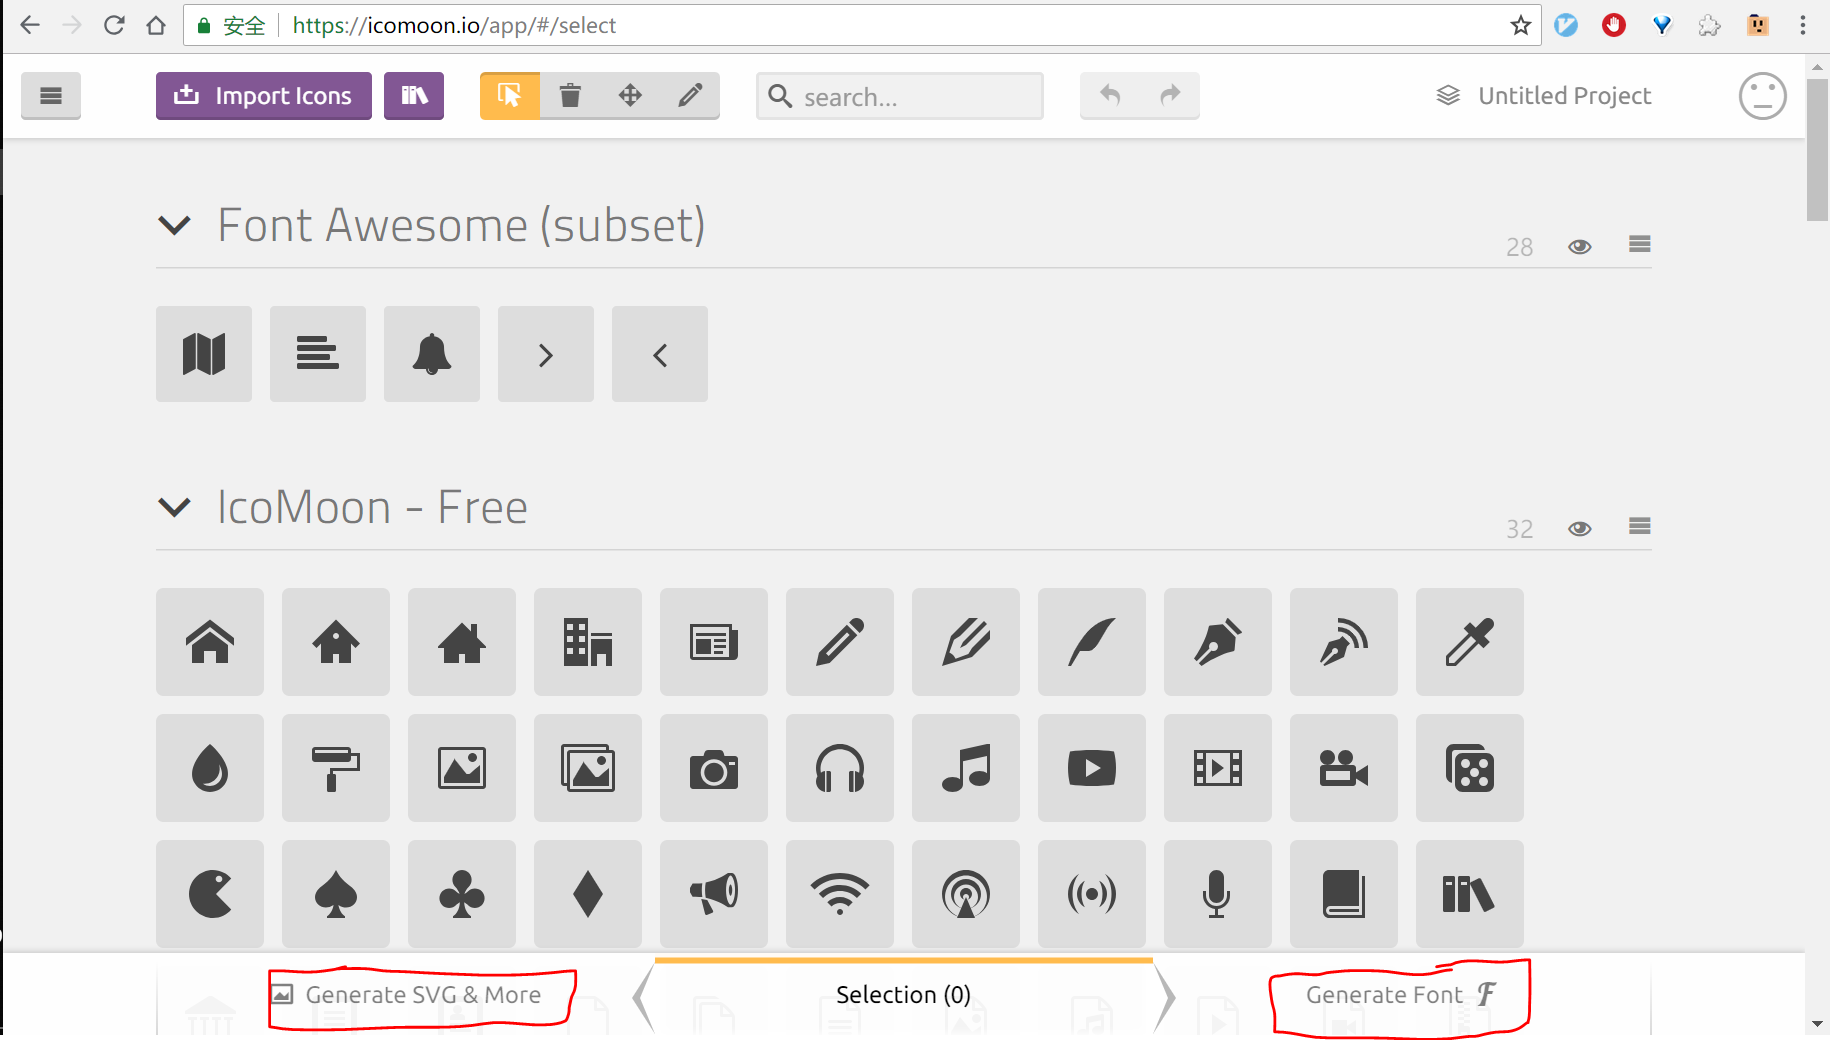 安全 https://icomoon.io/app/#/select
Import Icons
search...
Untitled Project
Font Awesome (subset)
28
IcoMoon - Free
32
Generate SVG & More
Selection (0)
Generate Font F